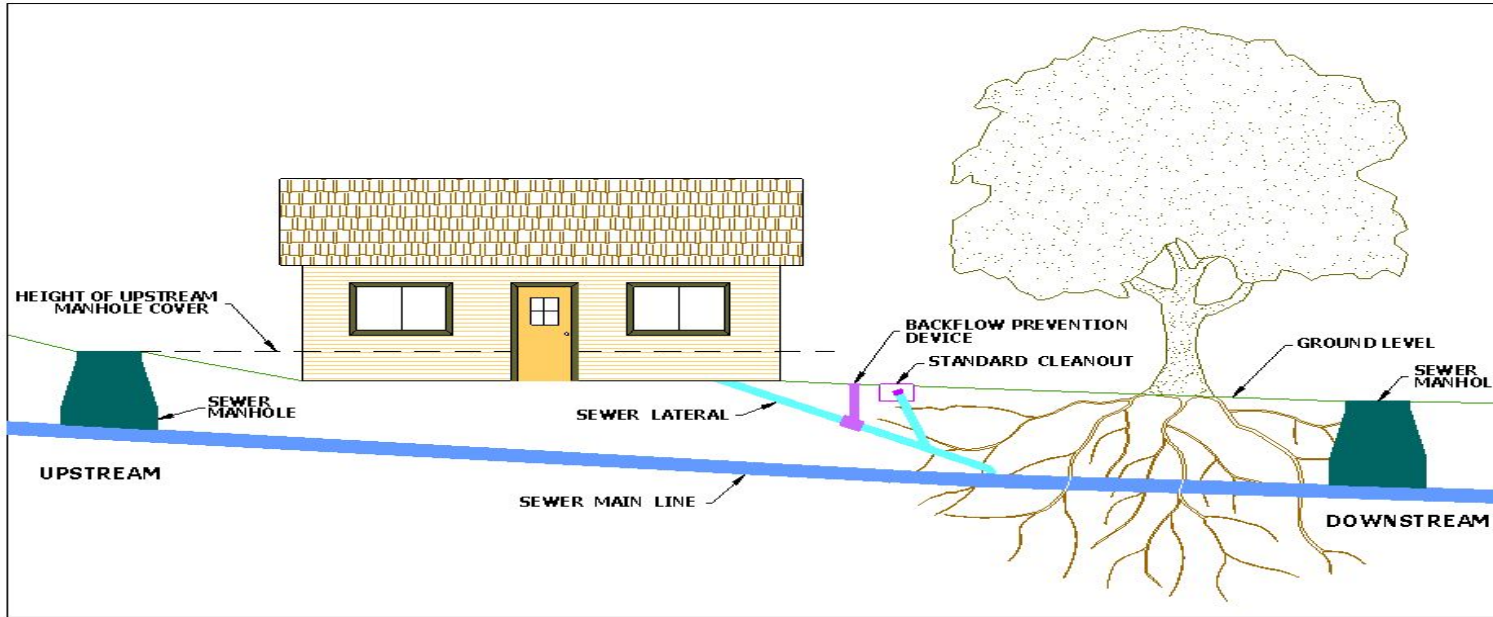 HEIGHT OF UPSTREAM
MANHOLE COVER
BACKFLOW PREVENTION
DEVICE
STANDARD CLEANOUT
GROUND LEVEL
SEWER
MANHOL
SEWER
MANHOLE
SEWER LATERAL
UPSTREAM
SEWER MAIN LINE
DOWNSTREAM